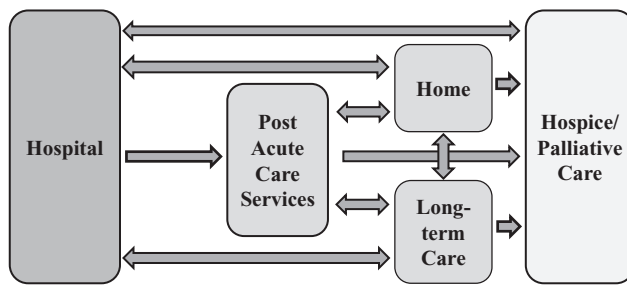 Hospital
Post
Acute
Care
Services
Home
Long-
term
Care
Hospice/
Palliative
Care